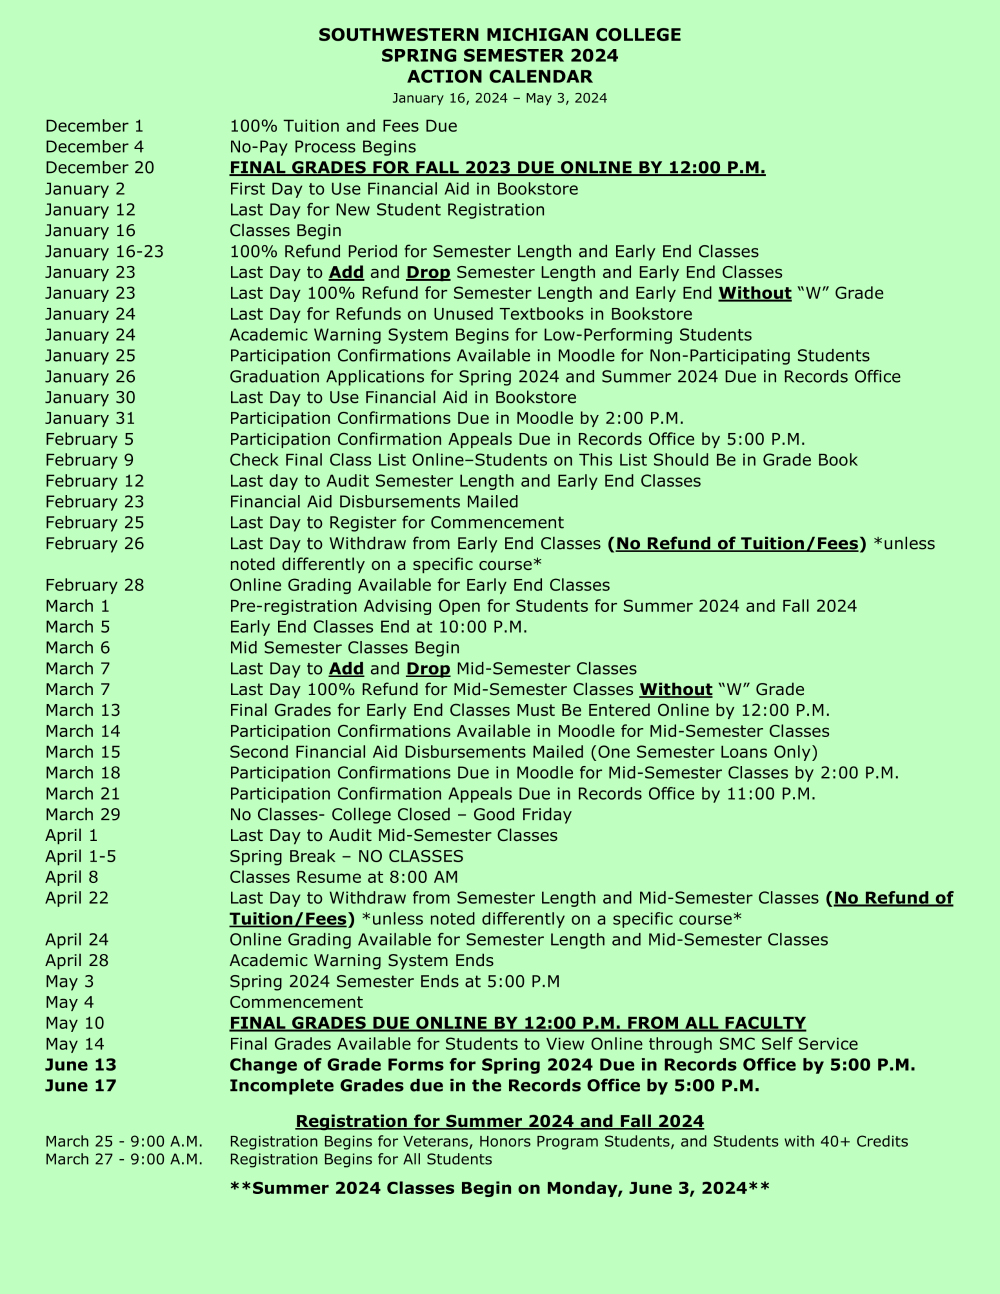 SOUTHWESTERN MICHIGAN COLLEGE
SPRING SEMESTER 2024
ACTION CALENDAR
January 16, 2024 – May 3, 2024
December 1 100% Tuition and Fees Due
December 4 No-Pay Process Begins
December 20 FINAL GRADES FOR FALL 2023 DUE ONLINE BY 12:00 P.M.
January 2 First Day to Use Financial Aid in Bookstore
January 12 Last Day for New Student Registration
January 16 Classes Begin
January 16-23 100% Refund Period for Semester Length and Early End Classes
January 23 Last Day to Add and Drop Semester Length and Early End Classes
January 23 Last Day 100% Refund for Semester Length and Early End Without “W” Grade
January 24 Last Day for Refunds on Unused Textbooks in Bookstore
January 24 Academic Warning System Begins for Low-Performing Students
January 25 Participation Confirmations Available in Moodle for Non-Participating Students
January 26 Graduation Applications for Spring 2024 and Summer 2024 Due in Records Office
January 30 Last Day to Use Financial Aid in Bookstore
January 31 Participation Confirmations Due in Moodle by 2:00 P.M.
February 5 Participation Confirmation Appeals Due in Records Office by 5:00 P.M.
February 9 Check Final Class List Online–Students on This List Should Be in Grade Book
February 12 Last day to Audit Semester Length and Early End Classes
February 23 Financial Aid Disbursements Mailed
February 25 Last Day to Register for Commencement
February 26 Last Day to Withdraw from Early End Classes (No Refund of Tuition/Fees) *unless
noted differently on a specific course*
February 28 Online Grading Available for Early End Classes
March 1 Pre-registration Advising Open for Students for Summer 2024 and Fall 2024
March 5 Early End Classes End at 10:00 P.M.
March 6 Mid Semester Classes Begin
March 7 Last Day to Add and Drop Mid-Semester Classes
March 7 Last Day 100% Refund for Mid-Semester Classes Without “W” Grade
March 13 Final Grades for Early End Classes Must Be Entered Online by 12:00 P.M.
March 14 Participation Confirmations Available in Moodle for Mid-Semester Classes
March 15 Second Financial Aid Disbursements Mailed (One Semester Loans Only)
March 18 Participation Confirmations Due in Moodle for Mid-Semester Classes by 2:00 P.M.
March 21 Participation Confirmation Appeals Due in Records Office by 11:00 P.M.
March 29 No Classes- College Closed – Good Friday
April 1 Last Day to Audit Mid-Semester Classes
April 1-5 Spring Break – NO CLASSES
April 8 Classes Resume at 8:00 AM
April 22 Last Day to Withdraw from Semester Length and Mid-Semester Classes (No Refund of
Tuition/Fees) *unless noted differently on a specific course*
April 24 Online Grading Available for Semester Length and Mid-Semester Classes
April 28 Academic Warning System Ends
May 3 Spring 2024 Semester Ends at 5:00 P.M
May 4 Commencement
May 10 FINAL GRADES DUE ONLINE BY 12:00 P.M. FROM ALL FACULTY
May 14 Final Grades Available for Students to View Online through SMC Self Service
June 13 Change of Grade Forms for Spring 2024 Due in Records Office by 5:00 P.M.
June 17 Incomplete Grades due in the Records Office by 5:00 P.M.
Registration for Summer 2024 and Fall 2024
March 25 - 9:00 A.M. Registration Begins for Veterans, Honors Program Students, and Students with 40+ Credits
March 27 - 9:00 A.M. Registration Begins for All Students
**Summer 2024 Classes Begin on Monday, June 3, 2024**